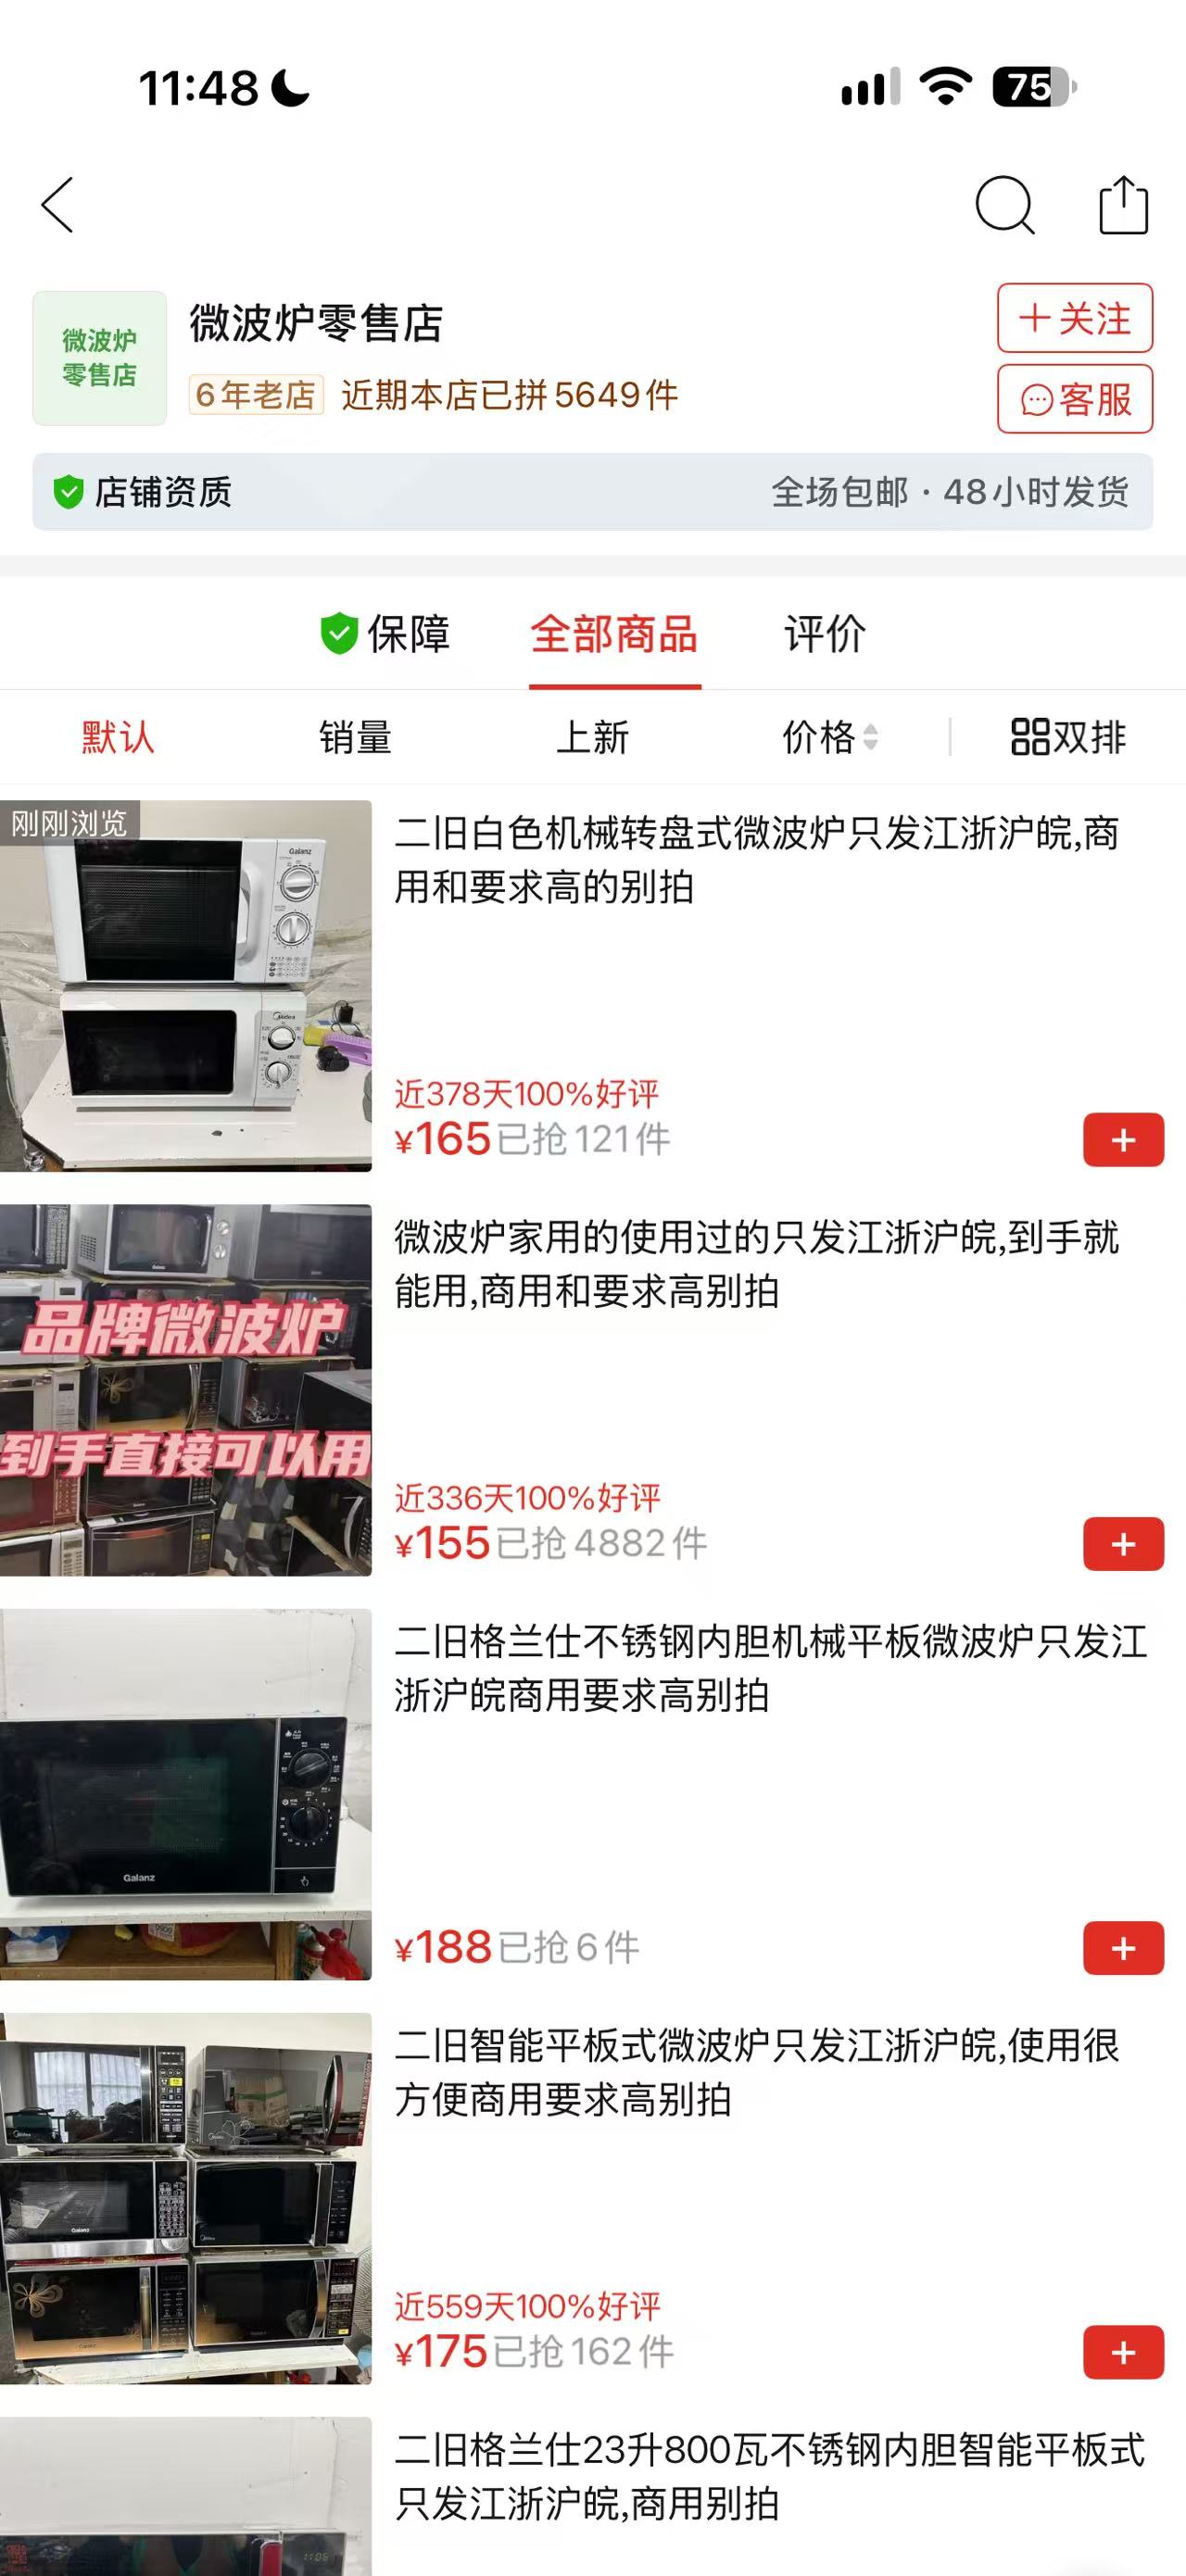 11:48
75
微波炉
零售店
微波炉零售店
6年老店 近期本店已拼5649件
+关注
客服
店铺资质
全场包邮·48小时发货
保障 全部商品 评价
默认 销量 上新 价格 双排
刚刚浏览
Galanz
Midea
二旧白色机械转盘式微波炉只发江浙沪皖,商
用和要求高的别拍
近378天100%好评
¥165已抢121件
品牌微波炉
到手直接可以用
微波炉家用的使用过的只发江浙沪皖,到手就
能用,商用和要求高别拍
近336天100%好评
¥155已抢4882件
Galanz
二旧格兰仕不锈钢内胆机械平板微波炉只发江
浙沪皖商用要求高别拍
¥188已抢6件
Midea
Galanz
Midea
二旧智能平板式微波炉只发江浙沪皖,使用很
方便商用要求高别拍
近559天100%好评
¥175已抢162件
11:05
二旧格兰仕23升800瓦不锈钢内胆智能平板式
只发江浙沪皖,商用别拍